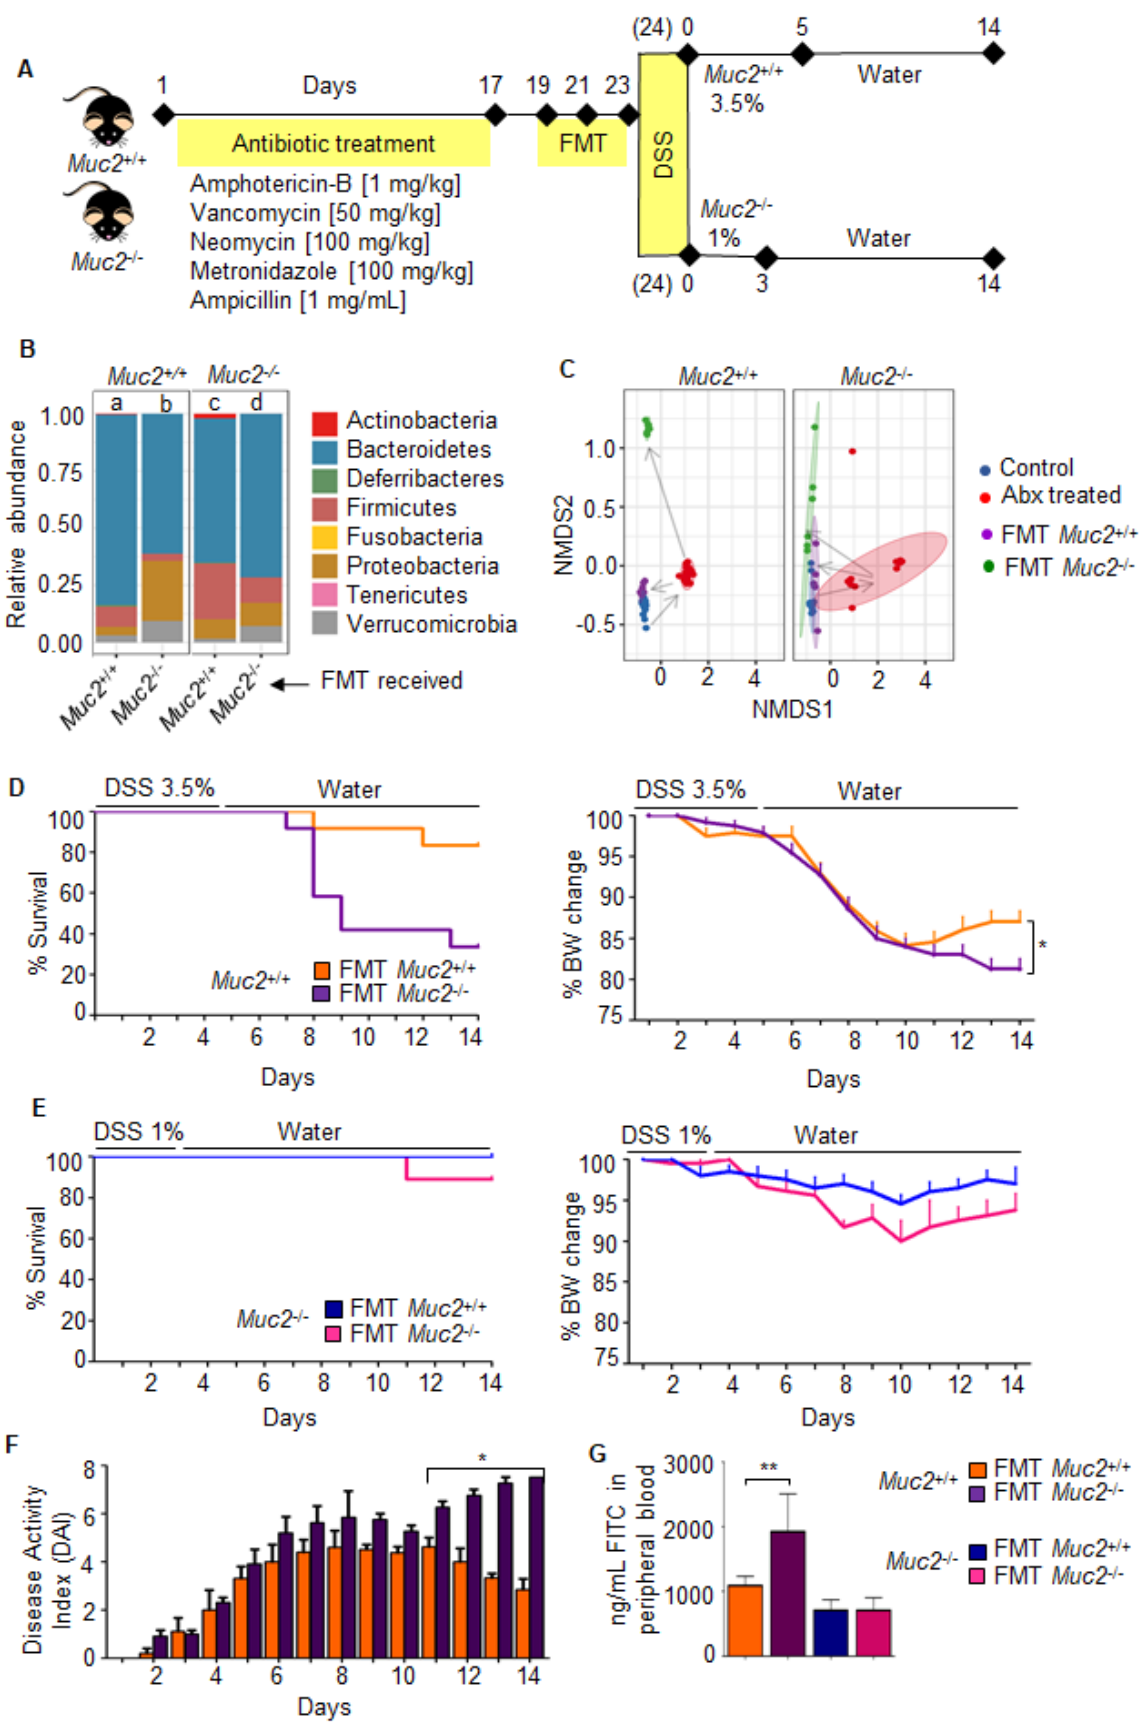 A
1 Days 17 19 21 23
(24) 0 5 14
Muc2+/+
3.5%
Water
Antibiotic treatment
FMT
DSS
Muc2+/+
Muc2-/-
Amphotericin-B [1 mg/kg]
Vancomycin [50 mg/kg]
Neomycin [100 mg/kg]
Metronidazole [100 mg/kg]
Ampicillin [1 mg/mL]
Muc2-/-
1%
Water
(24) 0 3 14
B
Muc2+/+ Muc2-/-
a b c d
Relative abundance
1.00
0.75
0.50
0.25
0.00
Muc2+/+ Muc2-/- Muc2+/+ Muc2-/-
FMT received
Actinobacteria
Bacteroidetes
Deferribacteres
Firmicutes
Fusobacteria
Proteobacteria
Tenericutes
Verrucomicrobia
C
Muc2+/+ Muc2-/-
NMDS2
1.0
0.5
0.0
-0.5
0 2 4 0 2 4
NMDS1
Control
Abx treated
FMT Muc2+/+
FMT Muc2-/-
D
DSS 3.5% Water
% Survival
100
80
60
40
20
0
Muc2+/+
FMT Muc2+/+
FMT Muc2-/-
2 4 6 8 10 12 14
Days
DSS 3.5% Water
% BW change
100
95
90
85
80
75
*
2 4 6 8 10 12 14
Days
E
DSS 1% Water
% Survival
100
80
60
40
20
0
Muc2-/-
FMT Muc2+/+
FMT Muc2-/-
2 4 6 8 10 12 14
Days
DSS 1% Water
% BW change
100
95
90
85
80
75
2 4 6 8 10 12 14
Days
F
Disease Activity
Index (DAI)
8
6
4
2
0
*
2 4 6 8 10 12 14
Days
G
ng/mL FITC in
peripheral blood
3000
2000
1000
0
**
Muc2+/+
FMT Muc2+/+
FMT Muc2-/-
Muc2-/-
FMT Muc2+/+
FMT Muc2-/-